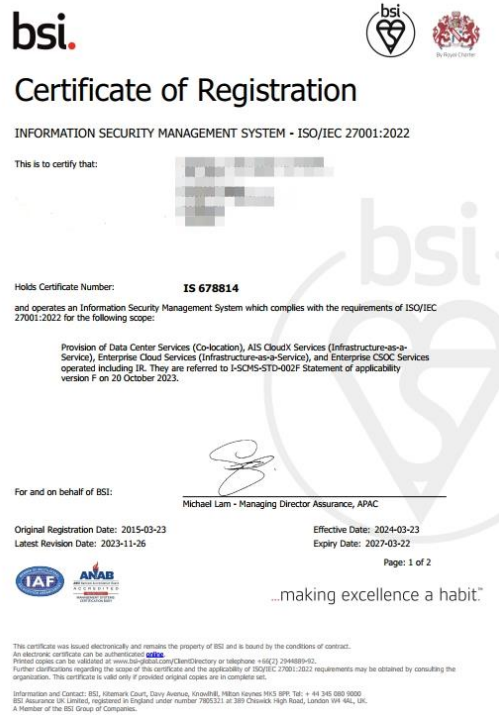 bsi.
By Royal Charter
Certificate of Registration
INFORMATION SECURITY MANAGEMENT SYSTEM - ISO/IEC 27001:2022
This is to certify that:
bsi
Holds Certificate Number:
IS 678814
and operates an Information Security Management System which complies with the requirements of ISO/IEC
27001:2022 for the following scope:
Provision of Data Center Services (Co-location), AIS CloudX Services (Infrastructure-as-a-
Service), Enterprise Cloud Services (Infrastructure-as-a-Service), and Enterprise CSOC Services
operated including IR. They are referred to I-SCMS-STD-002F Statement of applicability
version F on 20 October 2023.
For and on behalf of BSI:
Michael Lam - Managing Director Assurance, APAC
Original Registration Date: 2015-03-23
Effective Date: 2024-03-23
Latest Revision Date: 2023-11-26
Expiry Date: 2027-03-22
Page: 1 of 2
IAF
ANAB
ACCREDITED
...making excellence a habit.™
This certificate was issued electronically and remains the property of BSI and is bound by the conditions of contract.
An electronic certificate can be authenticated online.
Printed copies can be validated at www.bsi-global.com/ClientDirectory or telephone +66(2) 2944889-92.
Further clarifications regarding the scope of this certificate and the applicability of ISO/IEC 27001:2022 requirements may be obtained by consulting the
organization. This certificate is valid only if provided original copies are in complete set.
Information and Contact: BSI, Kitemark Court, Davy Avenue, Knowlhill, Milton Keynes MK5 8PP. Tel: + 44 345 080 9000
BSI Assurance UK Limited, registered in England under number 7805321 at 389 Chiswick High Road, London W4 4AL, UK.
A Member of the BSI Group of Companies.